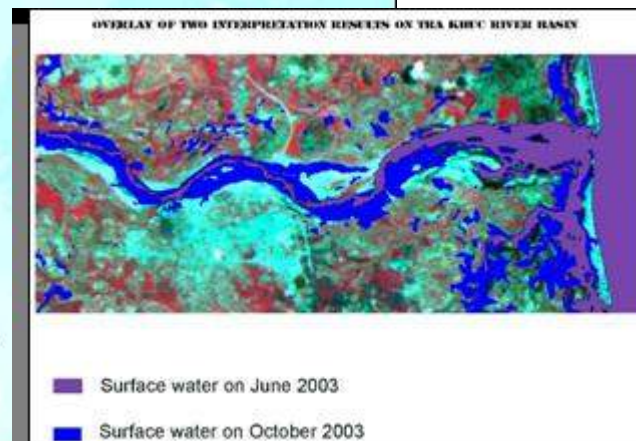 OVERLAY OF TWO INTERPRETATION RESULTS ON TRA KHUC RIVER BASIN
Surface water on June 2003
Surface water on October 2003